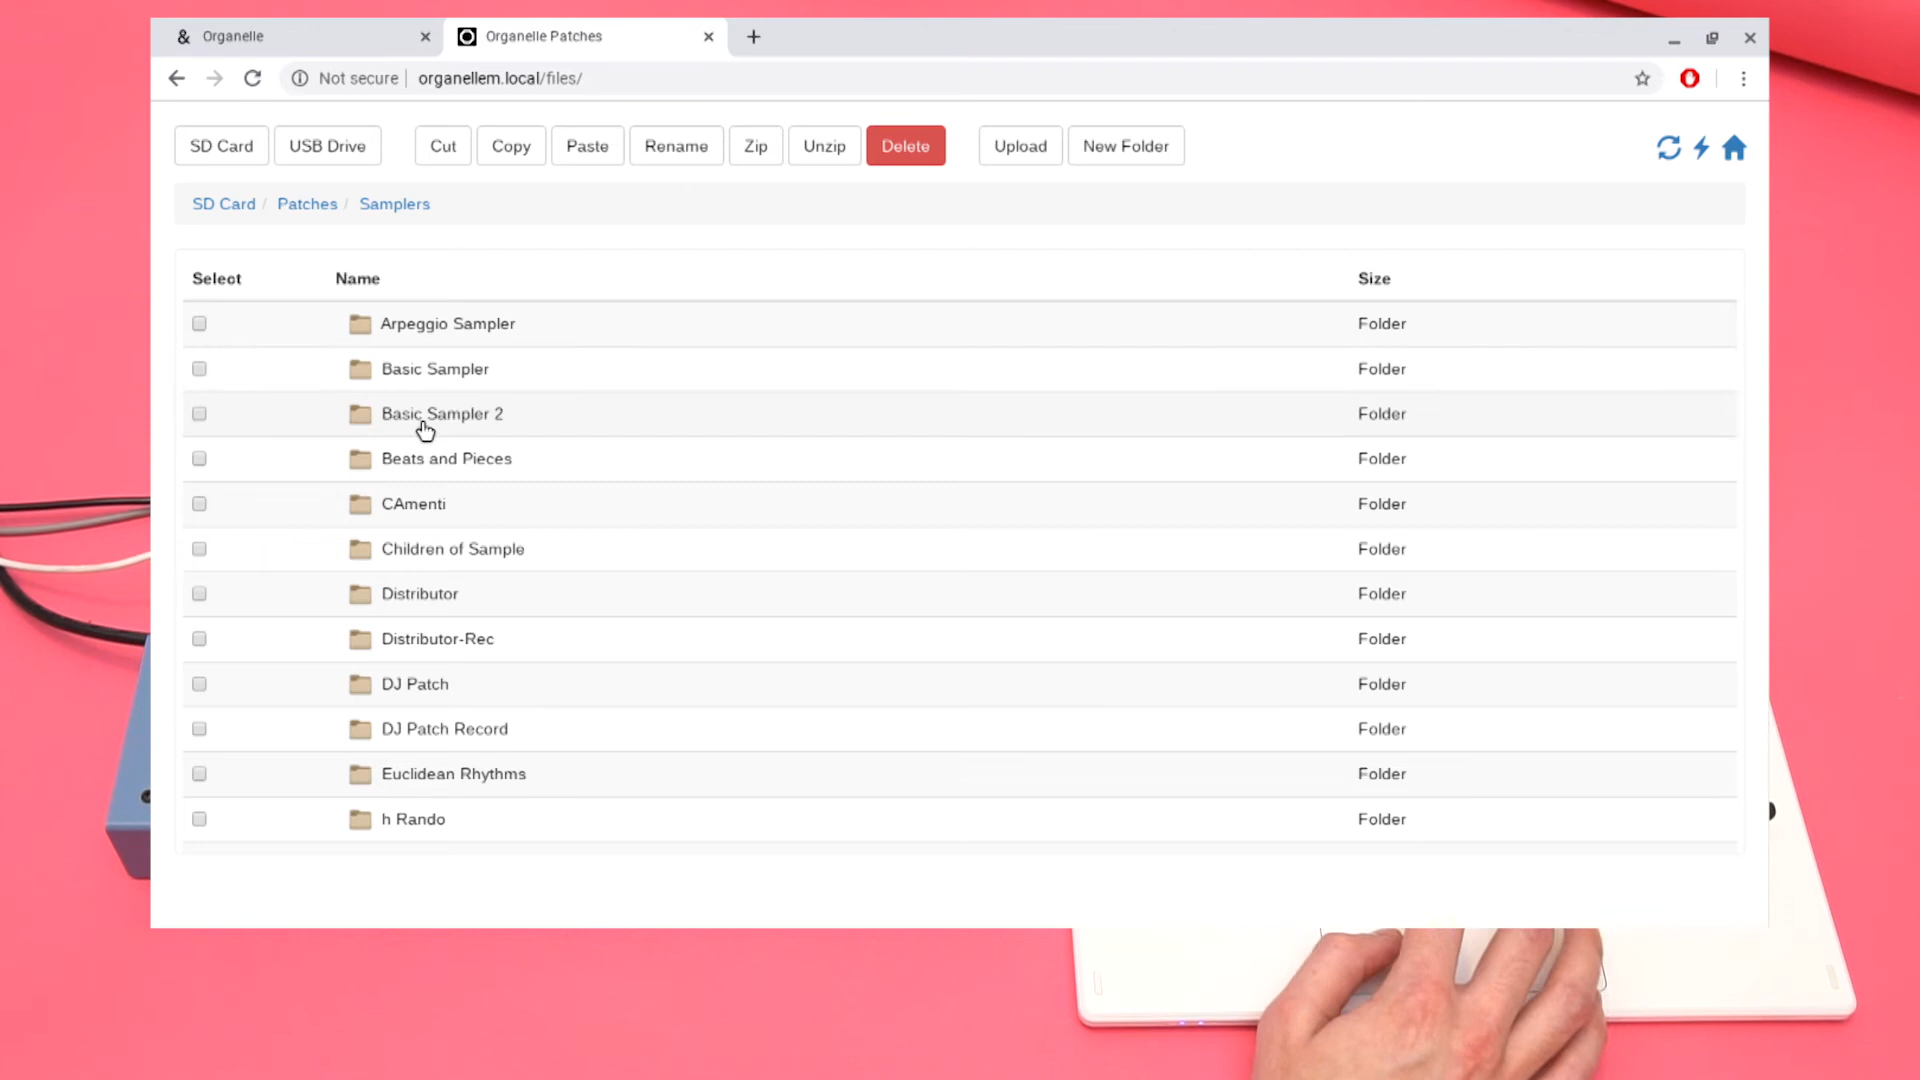 Organelle
Organelle Patches
Not secure organellem.local/files/
SD Card USB Drive Cut Copy Paste Rename Zip Unzip Delete Upload New Folder
SD Card / Patches / Samplers
Select Name Size
Arpeggio Sampler Folder
Basic Sampler Folder
Basic Sampler 2 Folder
Beats and Pieces Folder
CAmenti Folder
Children of Sample Folder
Distributor Folder
Distributor-Rec Folder
DJ Patch Folder
DJ Patch Record Folder
Euclidean Rhythms Folder
h Rando Folder